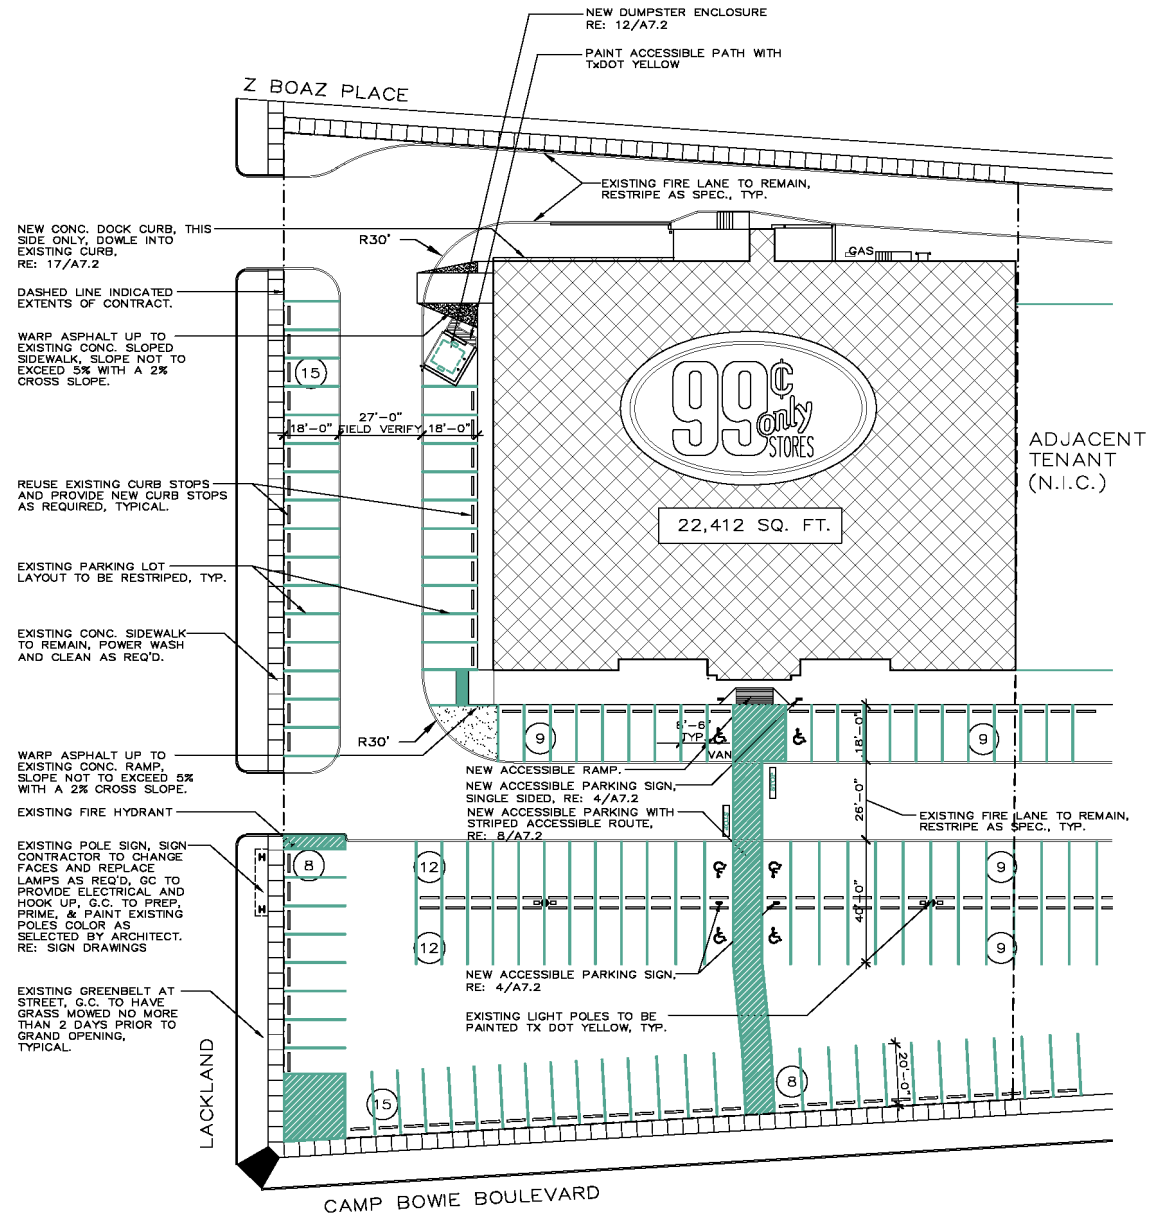 NEW DUMPSTER ENCLOSURE
RE: 12/A7.2
PAINT ACCESSIBLE PATH WITH
TxDOT YELLOW
Z BOAZ PLACE
EXISTING FIRE LANE TO REMAIN,
RESTRIPE AS SPEC., TYP.
NEW CONC. DOCK CURB, THIS
SIDE ONLY, DOWLE INTO
EXISTING CURB,
RE: 17/A7.2
R30'
GAS
DASHED LINE INDICATED
EXTENTS OF CONTRACT.
WARP ASPHALT UP TO
EXISTING CONC. SLOPED
SIDEWALK, SLOPE NOT TO
EXCEED 5% WITH A 2%
CROSS SLOPE.
15
99¢
only
STORES
27'-0"
18'-0"
FIELD VERIFY
18'-0"
ADJACENT
TENANT
(N.I.C.)
REUSE EXISTING CURB STOPS
AND PROVIDE NEW CURB STOPS
AS REQUIRED, TYPICAL.
22,412 SQ. FT.
EXISTING PARKING LOT
LAYOUT TO BE RESTRIPED, TYP.
EXISTING CONC. SIDEWALK
TO REMAIN, POWER WASH
AND CLEAN AS REQ'D.
R30'
9
8'-6"
TYP.
VAN
18'-0"
9
WARP ASPHALT UP TO
EXISTING CONC. RAMP,
SLOPE NOT TO EXCEED 5%
WITH A 2% CROSS SLOPE.
NEW ACCESSIBLE RAMP.
NEW ACCESSIBLE PARKING SIGN,
SINGLE SIDED, RE: 4/A7.2
NEW ACCESSIBLE PARKING WITH
STRIPED ACCESSIBLE ROUTE,
RE: 8/A7.2
26'-0"
EXISTING FIRE LANE TO REMAIN,
RESTRIPE AS SPEC., TYP.
EXISTING FIRE HYDRANT
EXISTING POLE SIGN, SIGN
CONTRACTOR TO CHANGE
FACES AND REPLACE
LAMPS AS REQ'D, GC TO
PROVIDE ELECTRICAL AND
HOOK UP, G.C. TO PREP,
PRIME, & PAINT EXISTING
POLES COLOR AS
SELECTED BY ARCHITECT.
RE: SIGN DRAWINGS
8
12
9
40'-0"
12
9
NEW ACCESSIBLE PARKING SIGN,
RE: 4/A7.2
EXISTING LIGHT POLES TO BE
PAINTED TX DOT YELLOW, TYP.
EXISTING GREENBELT AT
STREET, G.C. TO HAVE
GRASS MOWED NO MORE
THAN 2 DAYS PRIOR TO
GRAND OPENING,
TYPICAL.
LACKLAND
15
8
20'-0"
CAMP BOWIE BOULEVARD